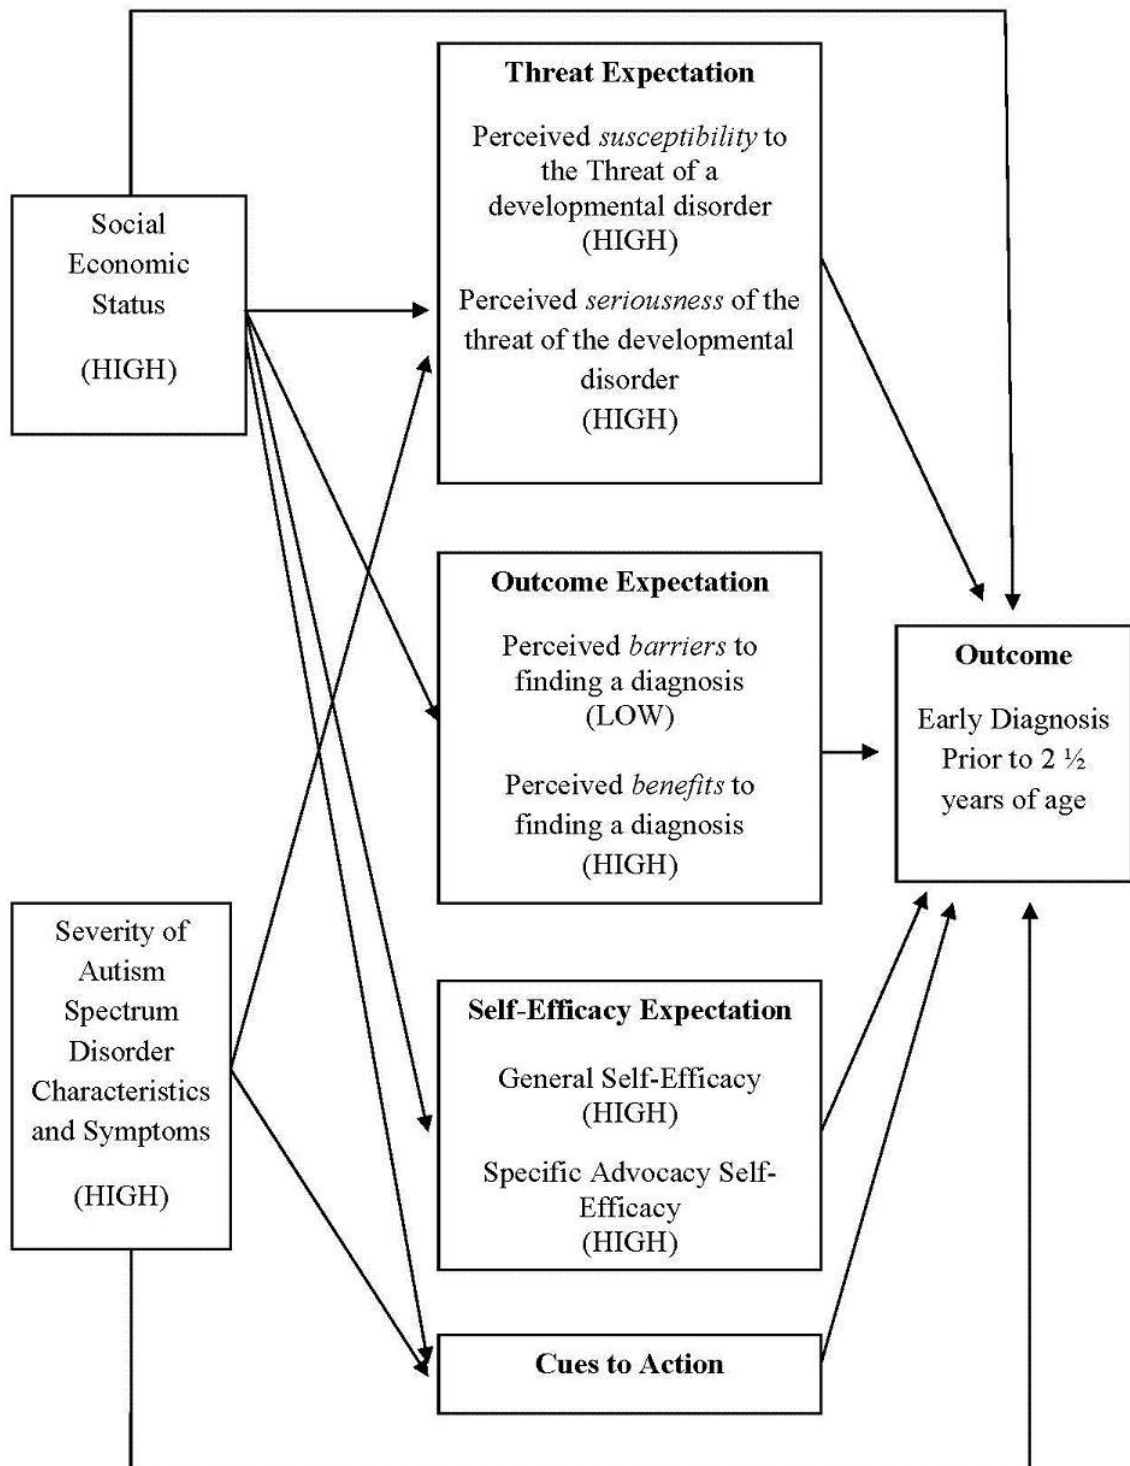 Threat Expectation
Perceived susceptibility to
the Threat of a
developmental disorder
(HIGH)
Perceived seriousness of the
threat of the developmental
disorder
(HIGH)
Social
Economic
Status
(HIGH)
Outcome Expectation
Perceived barriers to
finding a diagnosis
(LOW)
Perceived benefits to
finding a diagnosis
(HIGH)
Outcome
Early Diagnosis
Prior to 2 ½
years of age
Severity of
Autism
Spectrum
Disorder
Characteristics
and Symptoms
(HIGH)
Self-Efficacy Expectation
General Self-Efficacy
(HIGH)
Specific Advocacy Self-
Efficacy
(HIGH)
Cues to Action